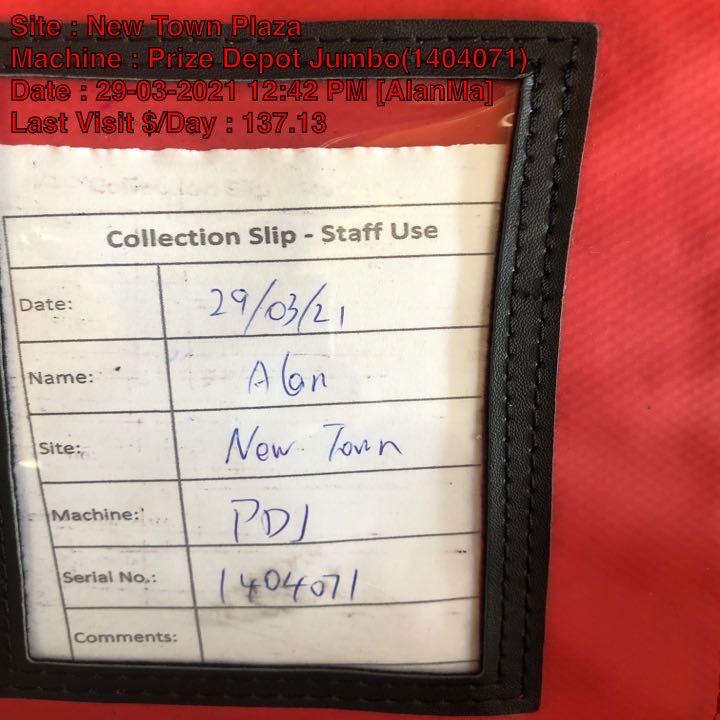 Site : New Town Plaza
Machine : Prize Depot Jumbo(1404071)
Date : 29-03-2021 12:42 PM [AlanMa]
Last Visit $/Day : 137.13
Collection Slip - Staff Use
Date: 29/03/21
Name: Alan
Site: New Town
Machine: PDJ
Serial No.: 1404071
Comments: